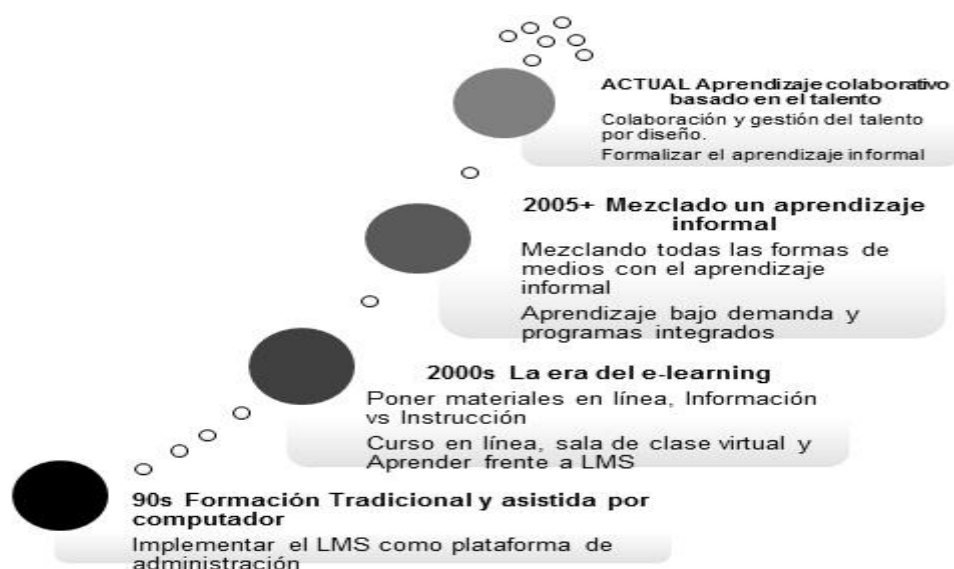 ACTUAL Aprendizaje colaborativo
basado en el talento
Colaboración y gestión del talento
por diseño.
Formalizar el aprendizaje informal
2005+ Mezclado un aprendizaje
informal
Mezclando todas las formas de
medios con el aprendizaje
informal
Aprendizaje bajo demanda y
programas integrados
2000s La era del e-learning
Poner materiales en línea, Información
vs Instrucción
Curso en línea, sala de clase virtual y
Aprender frente a LMS
90s Formación Tradicional y asistida por
computador
Implementar el LMS como plataforma de
administración